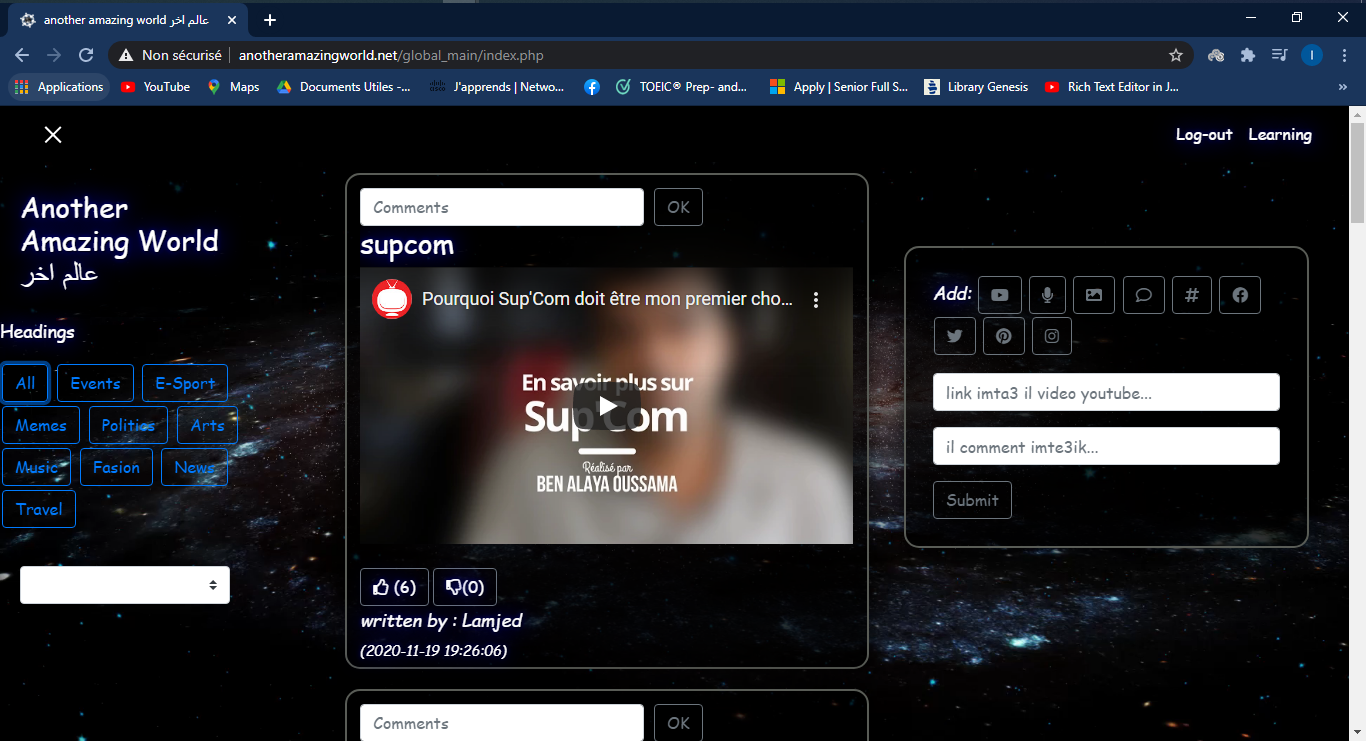 another amazing world عالم اخر
Non sécurisé
anotheramazingworld.net/global_main/index.php
Applications
YouTube
Maps
Documents Utiles -...
J'apprends | Netwo...
TOEIC® Prep- and...
Apply | Senior Full S...
Library Genesis
Rich Text Editor in J...
»
Log-out Learning
Another
Amazing World
عالم اخر
Headings
All Events E-Sport
Memes Politics Arts
Music Fasion News
Travel
Comments OK
supcom
Pourquoi Sup'Com doit être mon premier cho...
En savoir plus sur
Sup'Com
Réalisé par
BEN ALAYA OUSSAMA
(6) (0)
written by : Lamjed
(2020-11-19 19:26:06)
Comments OK
Add:
link imta3 il video youtube...
il comment imte3ik...
Submit